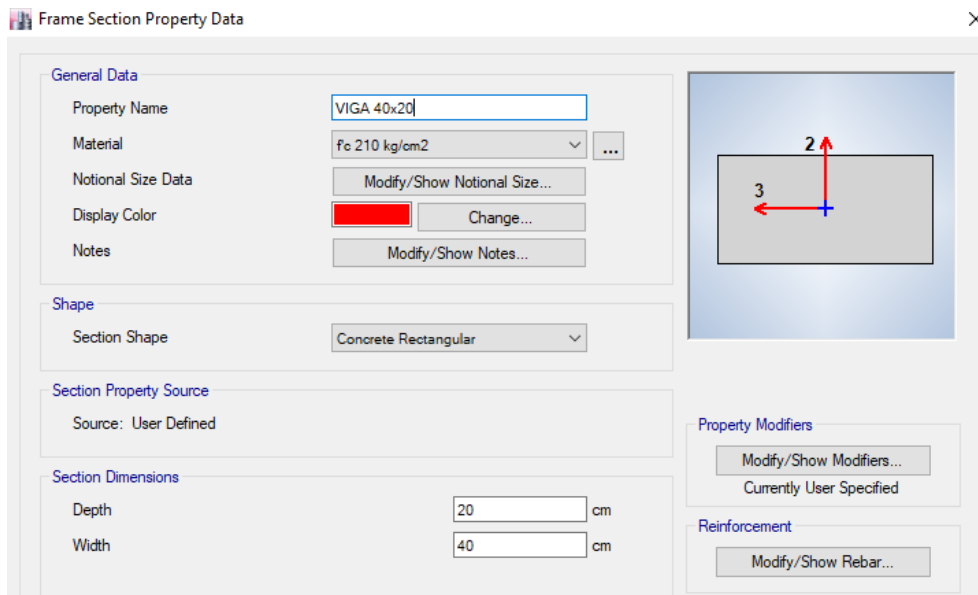 Frame Section Property Data
General Data
Property Name VIGA 40x20
Material f'c 210 kg/cm2 ...
Notional Size Data Modify/Show Notional Size...
Display Color Change...
Notes Modify/Show Notes...
2
3
Shape
Section Shape Concrete Rectangular
Section Property Source
Source: User Defined
Property Modifiers
Modify/Show Modifiers...
Currently User Specified
Section Dimensions
Depth 20 cm
Width 40 cm
Reinforcement
Modify/Show Rebar...